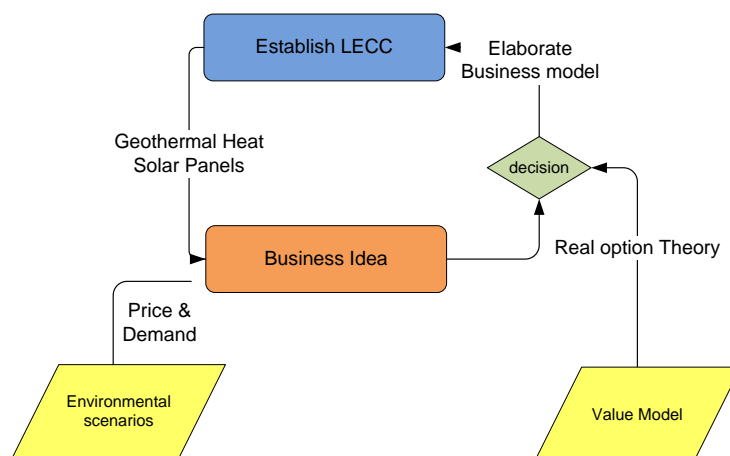 Establish LECC
Elaborate
Business model
Geothermal Heat
Solar Panels
decision
Business Idea
Real option Theory
Price &
Demand
Environmental
scenarios
Value Model